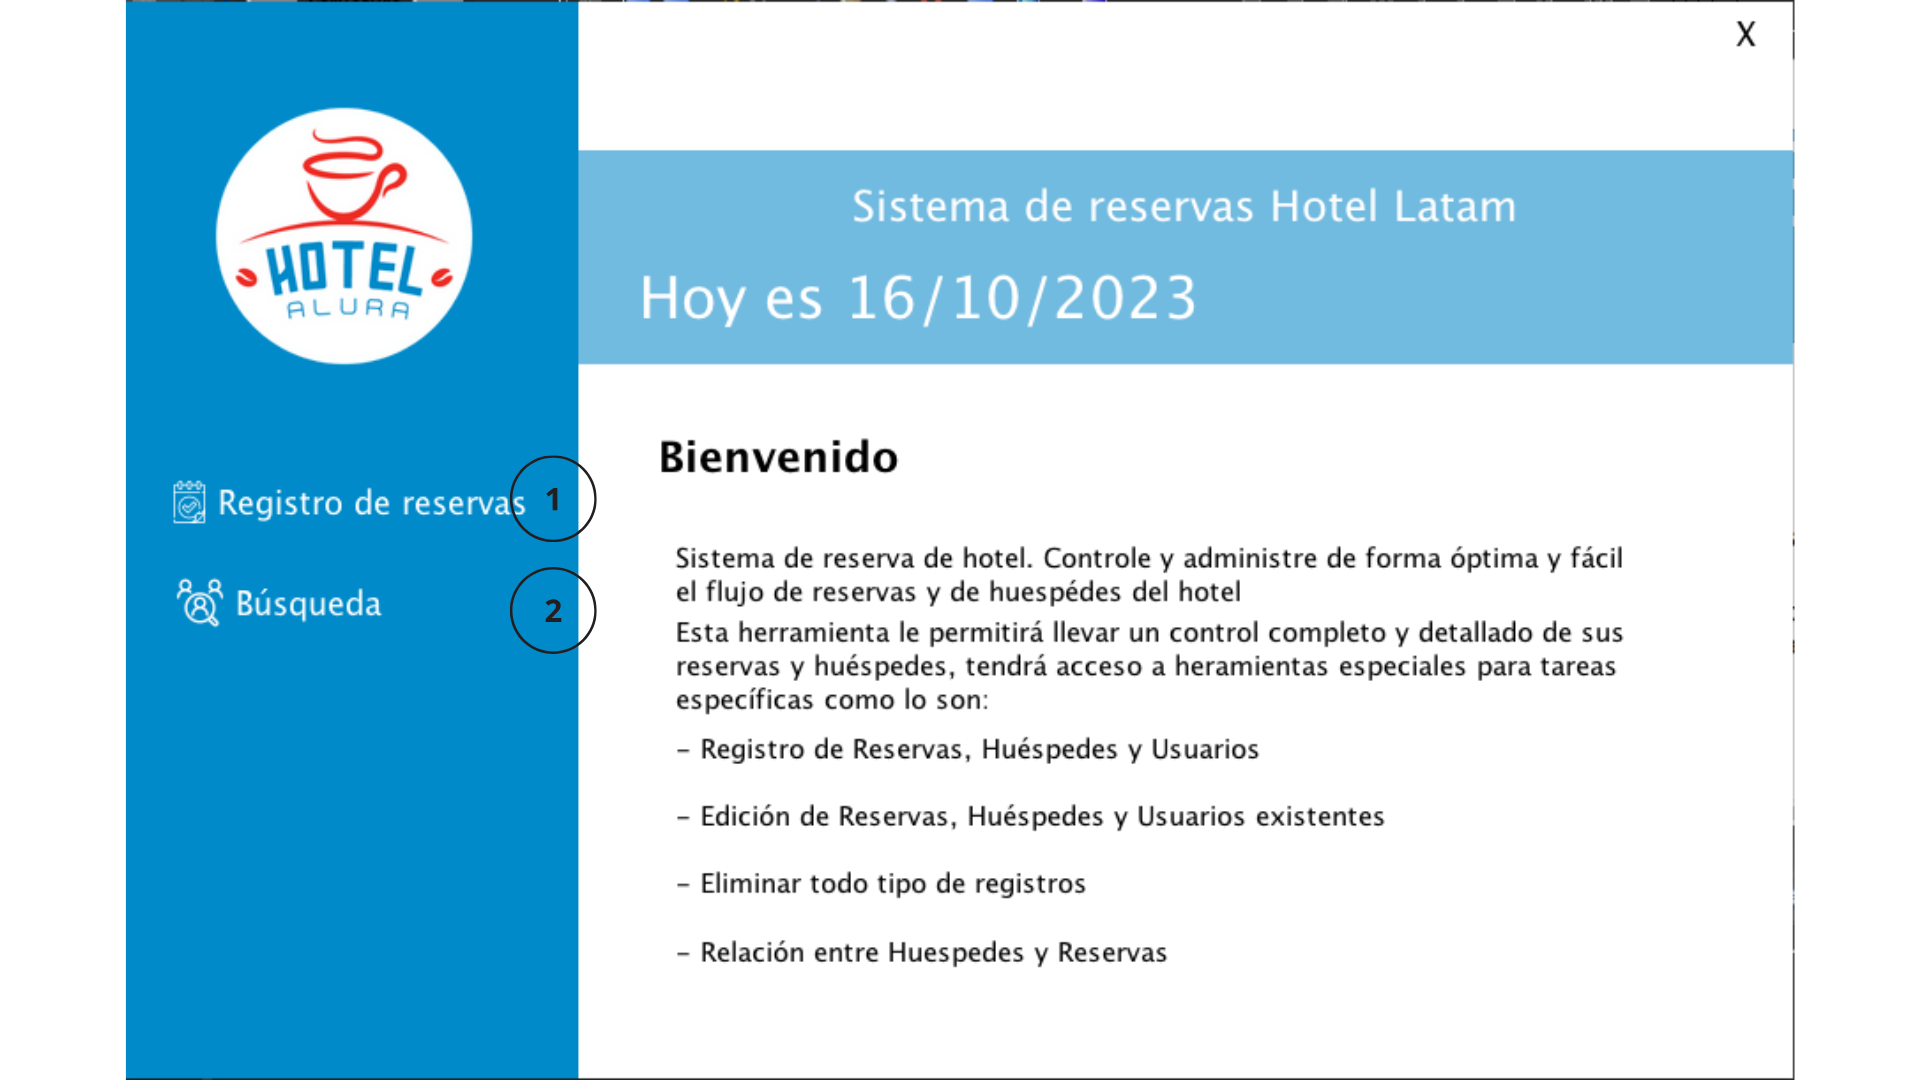 X
HOTEL
ALURA
Sistema de reservas Hotel Latam
Hoy es 16/10/2023
Registro de reservas 1
Búsqueda 2
Bienvenido
Sistema de reserva de hotel. Controle y administre de forma óptima y fácil
el flujo de reservas y de huespédes del hotel
Esta herramienta le permitirá llevar un control completo y detallado de sus
reservas y huéspedes, tendrá acceso a heramientas especiales para tareas
específicas como lo son:
– Registro de Reservas, Huéspedes y Usuarios
– Edición de Reservas, Huéspedes y Usuarios existentes
– Eliminar todo tipo de registros
– Relación entre Huespedes y Reservas